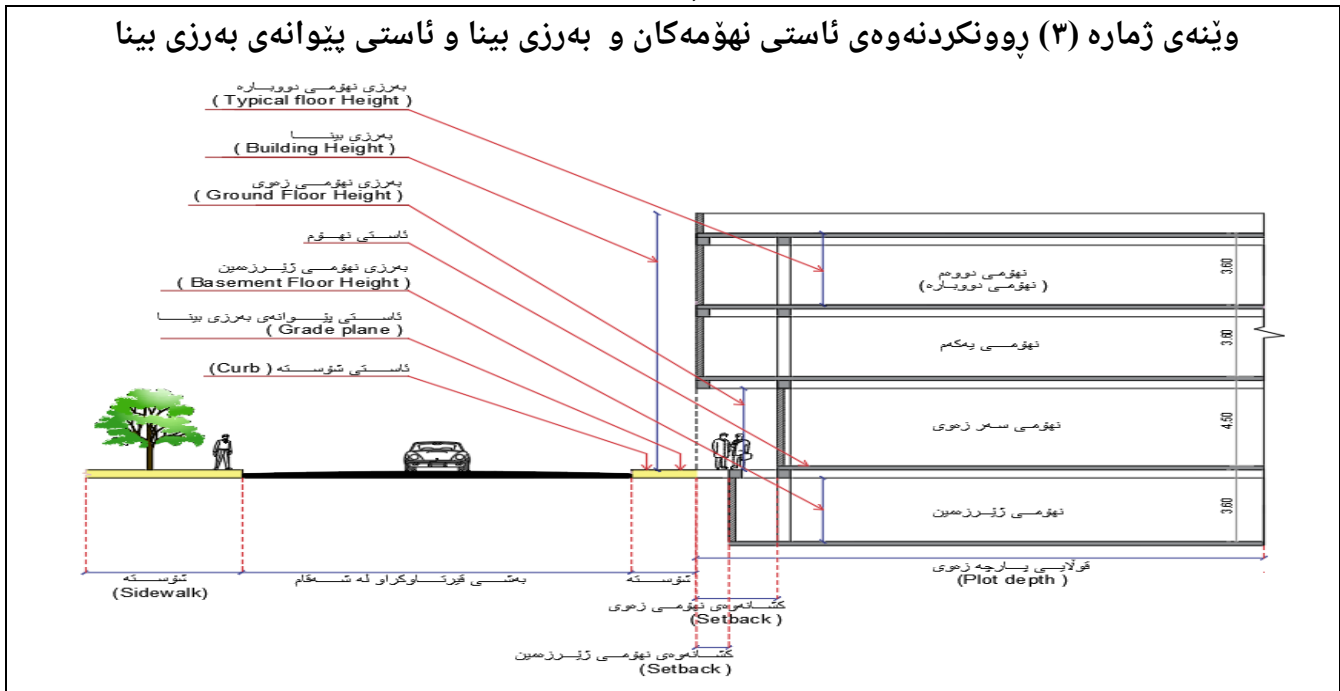 وێنەی ژمارە (٣) ڕوونکردنەوەی ئاستی نهۆمەکان و بەرزی بینا و ئاستی پێوانەی بەرزی بینا
بەرزی نهۆمی دووبارە
( Typical floor Height )
بەرزی بینا
( Building Height )
بەرزی نهۆمی زەوی
( Ground Floor Height )
ئاستی نهۆم
بەرزی نهۆمی ژێرزەمین
( Basement Floor Height )
ئاستی پێوانەی بەرزی بینا
( Grade plane )
ئاستی شۆستە (Curb )
نهۆمی دووەم
( نهۆمی دووبارە )
3.60
نهۆمی یەکەم
3.60
نهۆمی سەر زەوی
4.50
نهۆمی ژێرزەمین
3.60
شۆستە
(Sidewalk)
بەشی قیرتاوکراو لە شەقام
شۆستە
قوڵایی پارچە زەوی
(Plot depth )
کشانەوەی نهۆمی زەوی
(Setback )
کشانەوەی نهۆمی ژێرزەمین
(Setback )